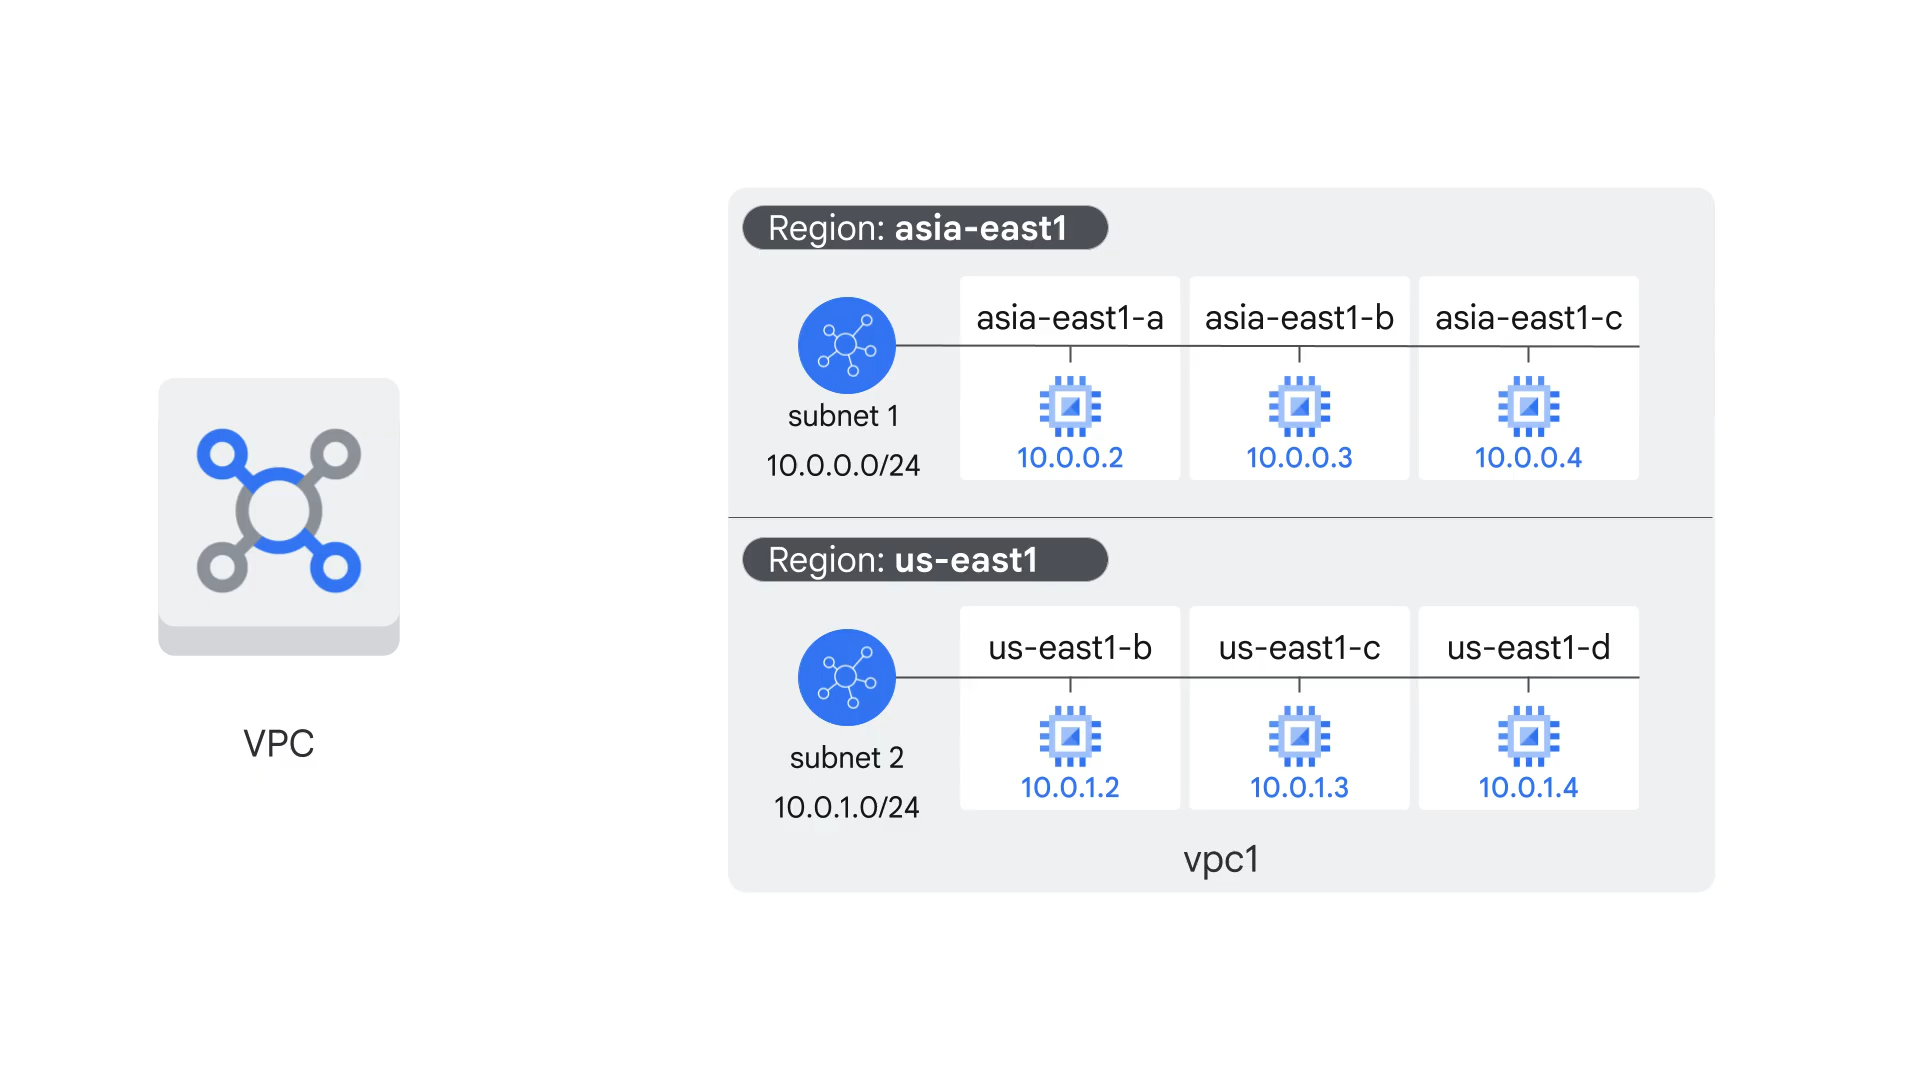 VPC
Region: asia-east1
asia-east1-a
asia-east1-b
asia-east1-c
subnet 1
10.0.0.0/24
10.0.0.2
10.0.0.3
10.0.0.4
Region: us-east1
us-east1-b
us-east1-c
us-east1-d
subnet 2
10.0.1.0/24
10.0.1.2
10.0.1.3
10.0.1.4
vpc1